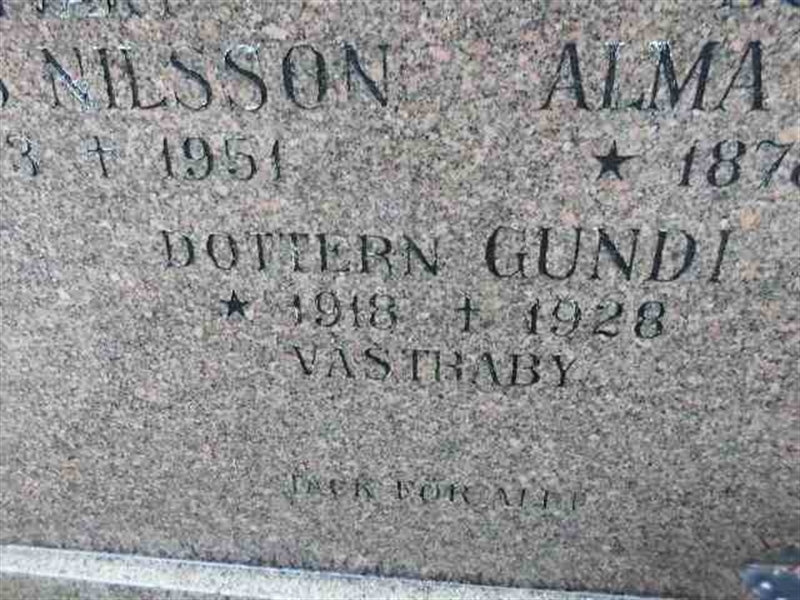 NILSSON ALMA
† 1951 ★ 187
DOTTERN GUNDI
★ 1918 † 1928
VÄSTRABY
TACK FÖR ALLT